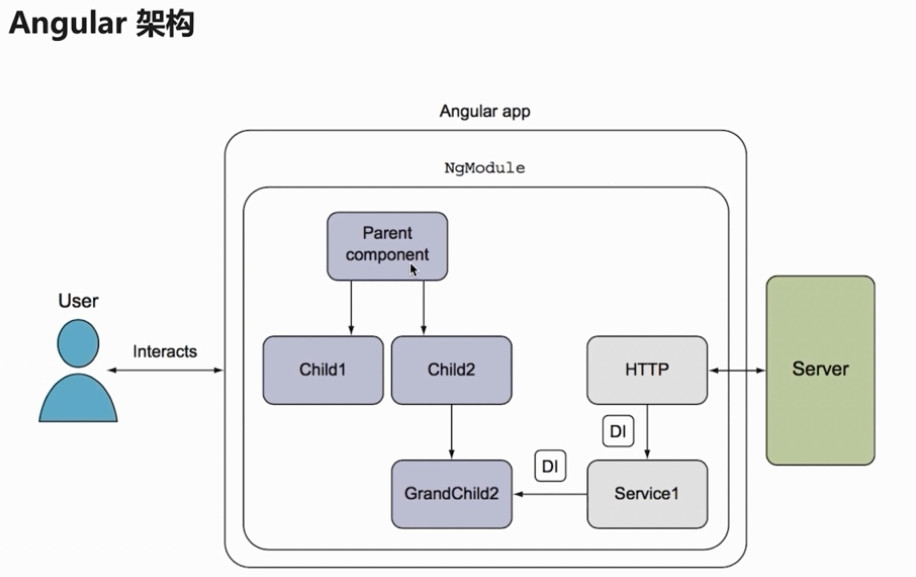 Angular 架构
Angular app
NgModule
Parent
component
User
Interacts
Child1
Child2
HTTP
Server
DI
DI
GrandChild2
Service1